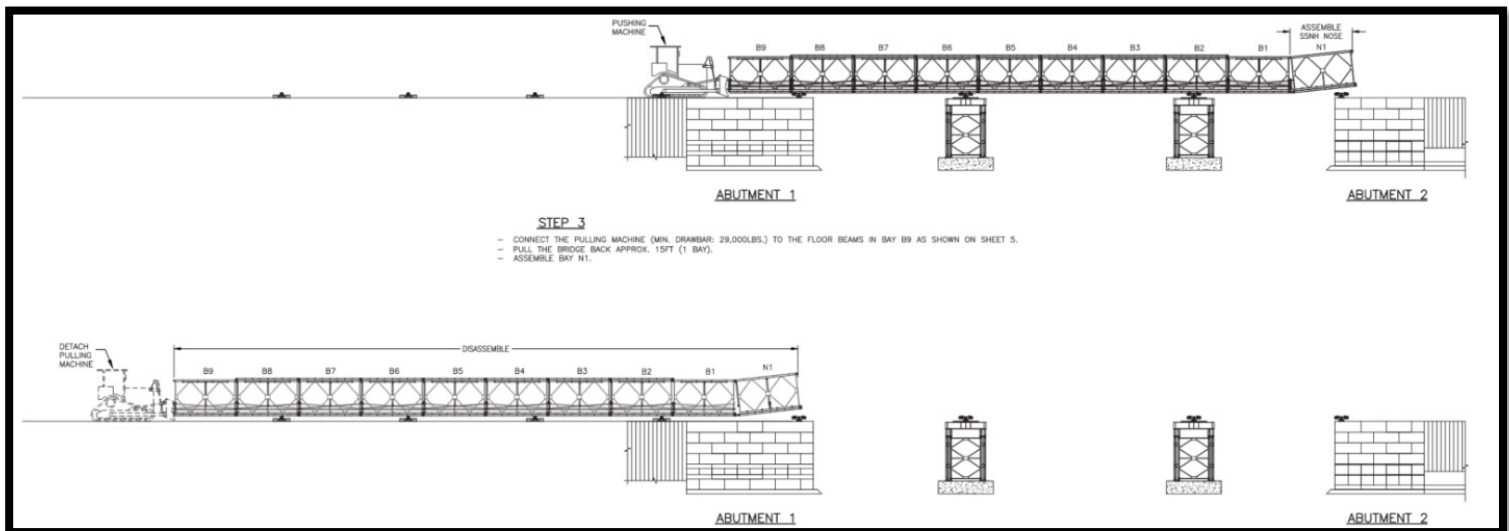 PUSHING
MACHINE
ASSEMBLE
SSNH NOSE
B9 B8 B7 B6 B5 B4 B3 B2 B1 N1
ABUTMENT 1
ABUTMENT 2
STEP 3
- CONNECT THE PULLING MACHINE (MIN. DRAWBAR: 29,000LBS.) TO THE FLOOR BEAMS IN BAY B9 AS SHOWN ON SHEET 5.
- PULL THE BRIDGE BACK APPROX. 15FT (1 BAY).
- ASSEMBLE BAY N1.
DETACH
PULLING
MACHINE
DISASSEMBLE
B9 B8 B7 B6 B5 B4 B3 B2 B1 N1
ABUTMENT 1
ABUTMENT 2